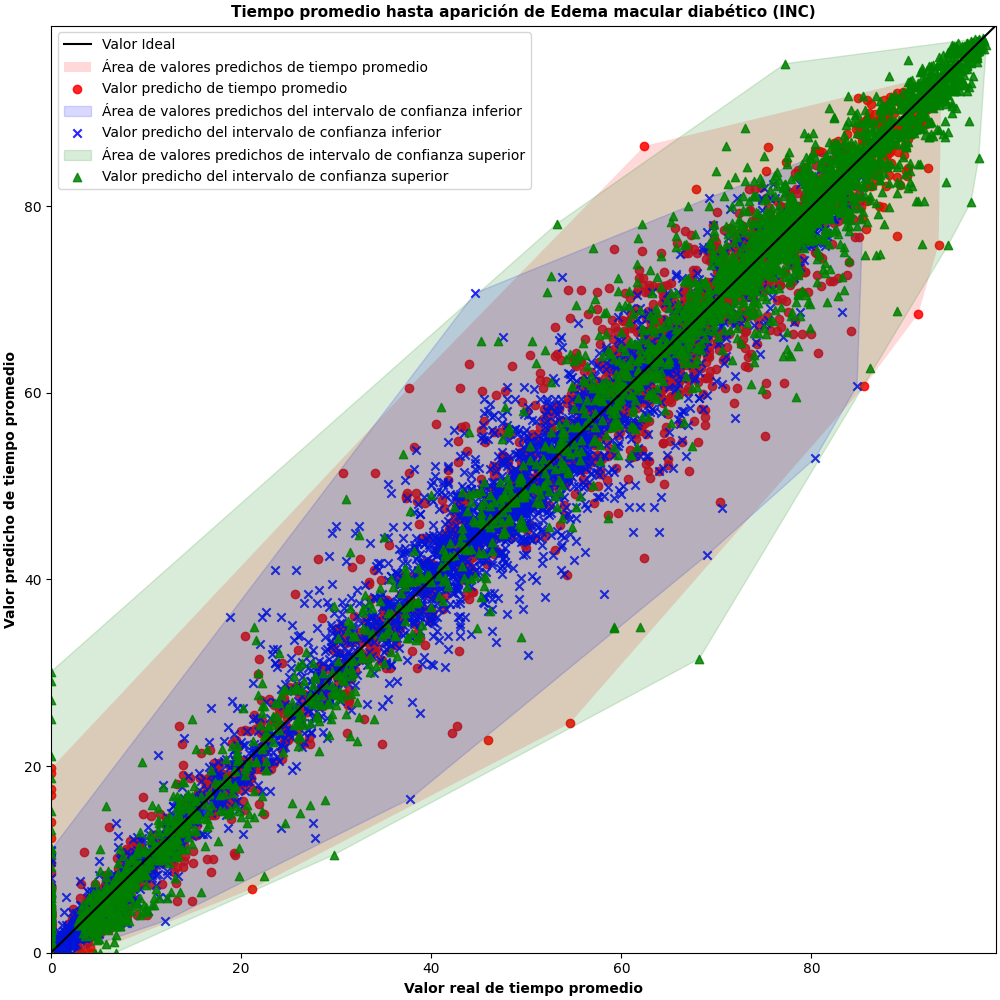 Tiempo promedio hasta aparición de Edema macular diabético (INC)
Valor Ideal
Área de valores predichos de tiempo promedio
Valor predicho de tiempo promedio
Área de valores predichos del intervalo de confianza inferior
Valor predicho del intervalo de confianza inferior
Área de valores predichos de intervalo de confianza superior
Valor predicho del intervalo de confianza superior
Valor predicho de tiempo promedio
80
60
40
20
0
0 20 40 60 80
Valor real de tiempo promedio